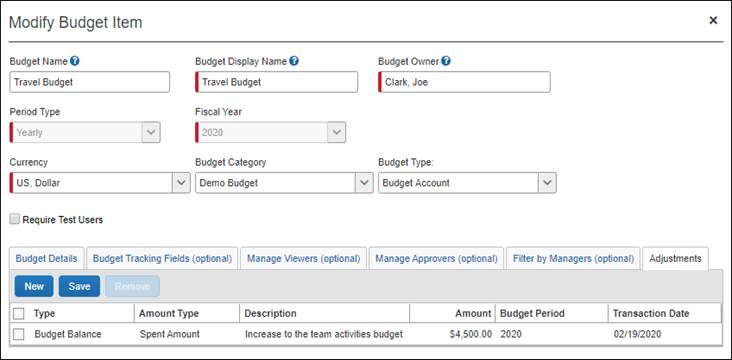 Modify Budget Item ×
Budget Name ? Budget Display Name ? Budget Owner ?
Travel Budget Travel Budget Clark, Joe
Period Type Fiscal Year
Yearly 2020
Currency Budget Category Budget Type:
US, Dollar Demo Budget Budget Account
Require Test Users
Budget Details Budget Tracking Fields (optional) Manage Viewers (optional) Manage Approvers (optional) Filter by Managers (optional) Adjustments
New Save Remove
Type Amount Type Description Amount Budget Period Transaction Date
Budget Balance Spent Amount Increase to the team activities budget $4,500.00 2020 02/19/2020